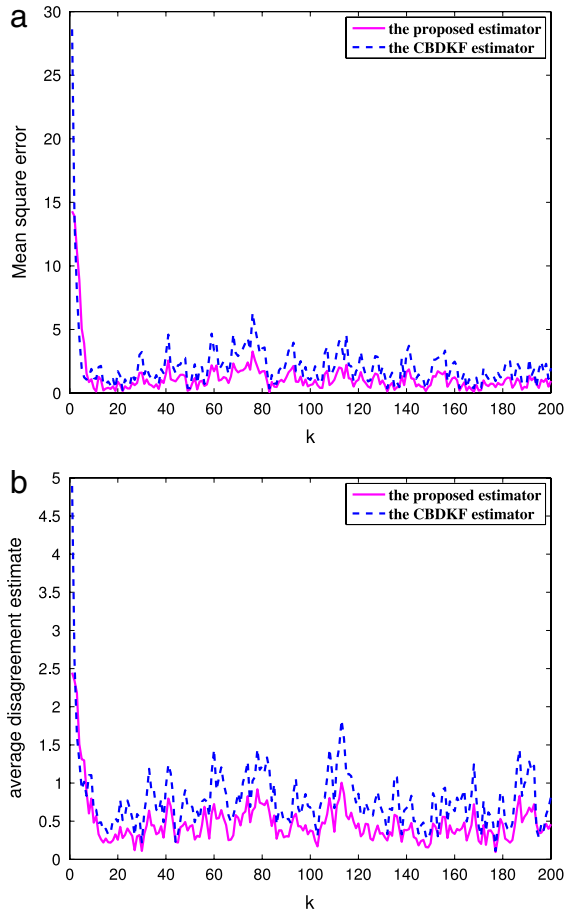 a
the proposed estimator
the CBDKF estimator
Mean square error
30
25
20
15
10
5
0
0 20 40 60 80 100 120 140 160 180 200
k
b
the proposed estimator
the CBDKF estimator
average disagreement estimate
5
4.5
4
3.5
3
2.5
2
1.5
1
0.5
0
0 20 40 60 80 100 120 140 160 180 200
k